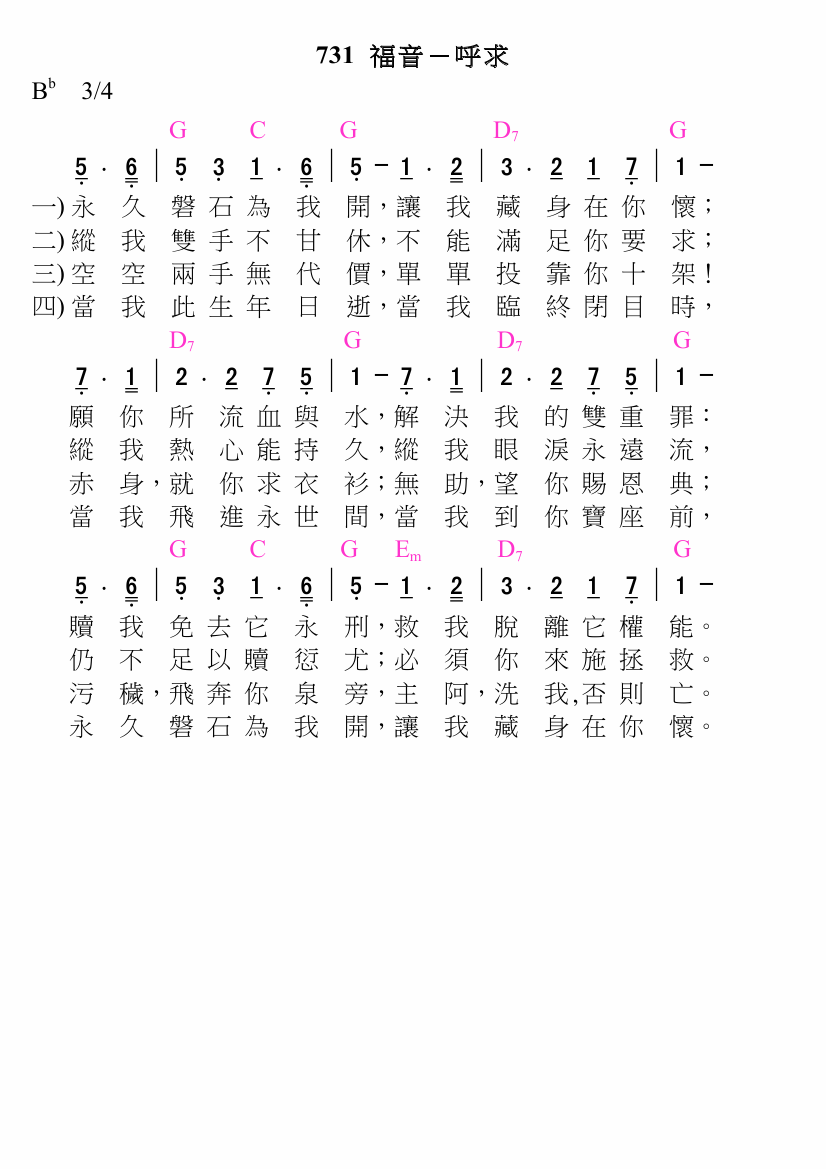 731 福音－呼求
Bb 3/4
G C G D7 G
5 · 6 | 5 3 1 · 6 | 5 – 1 · 2 | 3 · 2 1 7 | 1 –
一) 永久磐石為我開，讓我藏身在你懷；
二) 縱我雙手不甘休，不能滿足你要求；
三) 空空兩手無代價，單單投靠你十架！
四) 當我此生年日逝，當我臨終閉目時，
D7 G D7 G
7 · 1 | 2 · 2 7 5 | 1 – 7 · 1 | 2 · 2 7 5 | 1 –
願你所流血與水，解決我的雙重罪：
縱我熱心能持久，縱我眼淚永遠流，
赤身，就你求衣衫；無助，望你賜恩典；
當我飛進永世間，當我到你寶座前，
G C G Em D7 G
5 · 6 | 5 3 1 · 6 | 5 – 1 · 2 | 3 · 2 1 7 | 1 –
贖我免去它永刑，救我脫離它權能。
仍不足以贖愆尤；必須你來施拯救。
污穢，飛奔你泉旁，主阿，洗我,否則亡。
永久磐石為我開，讓我藏身在你懷。